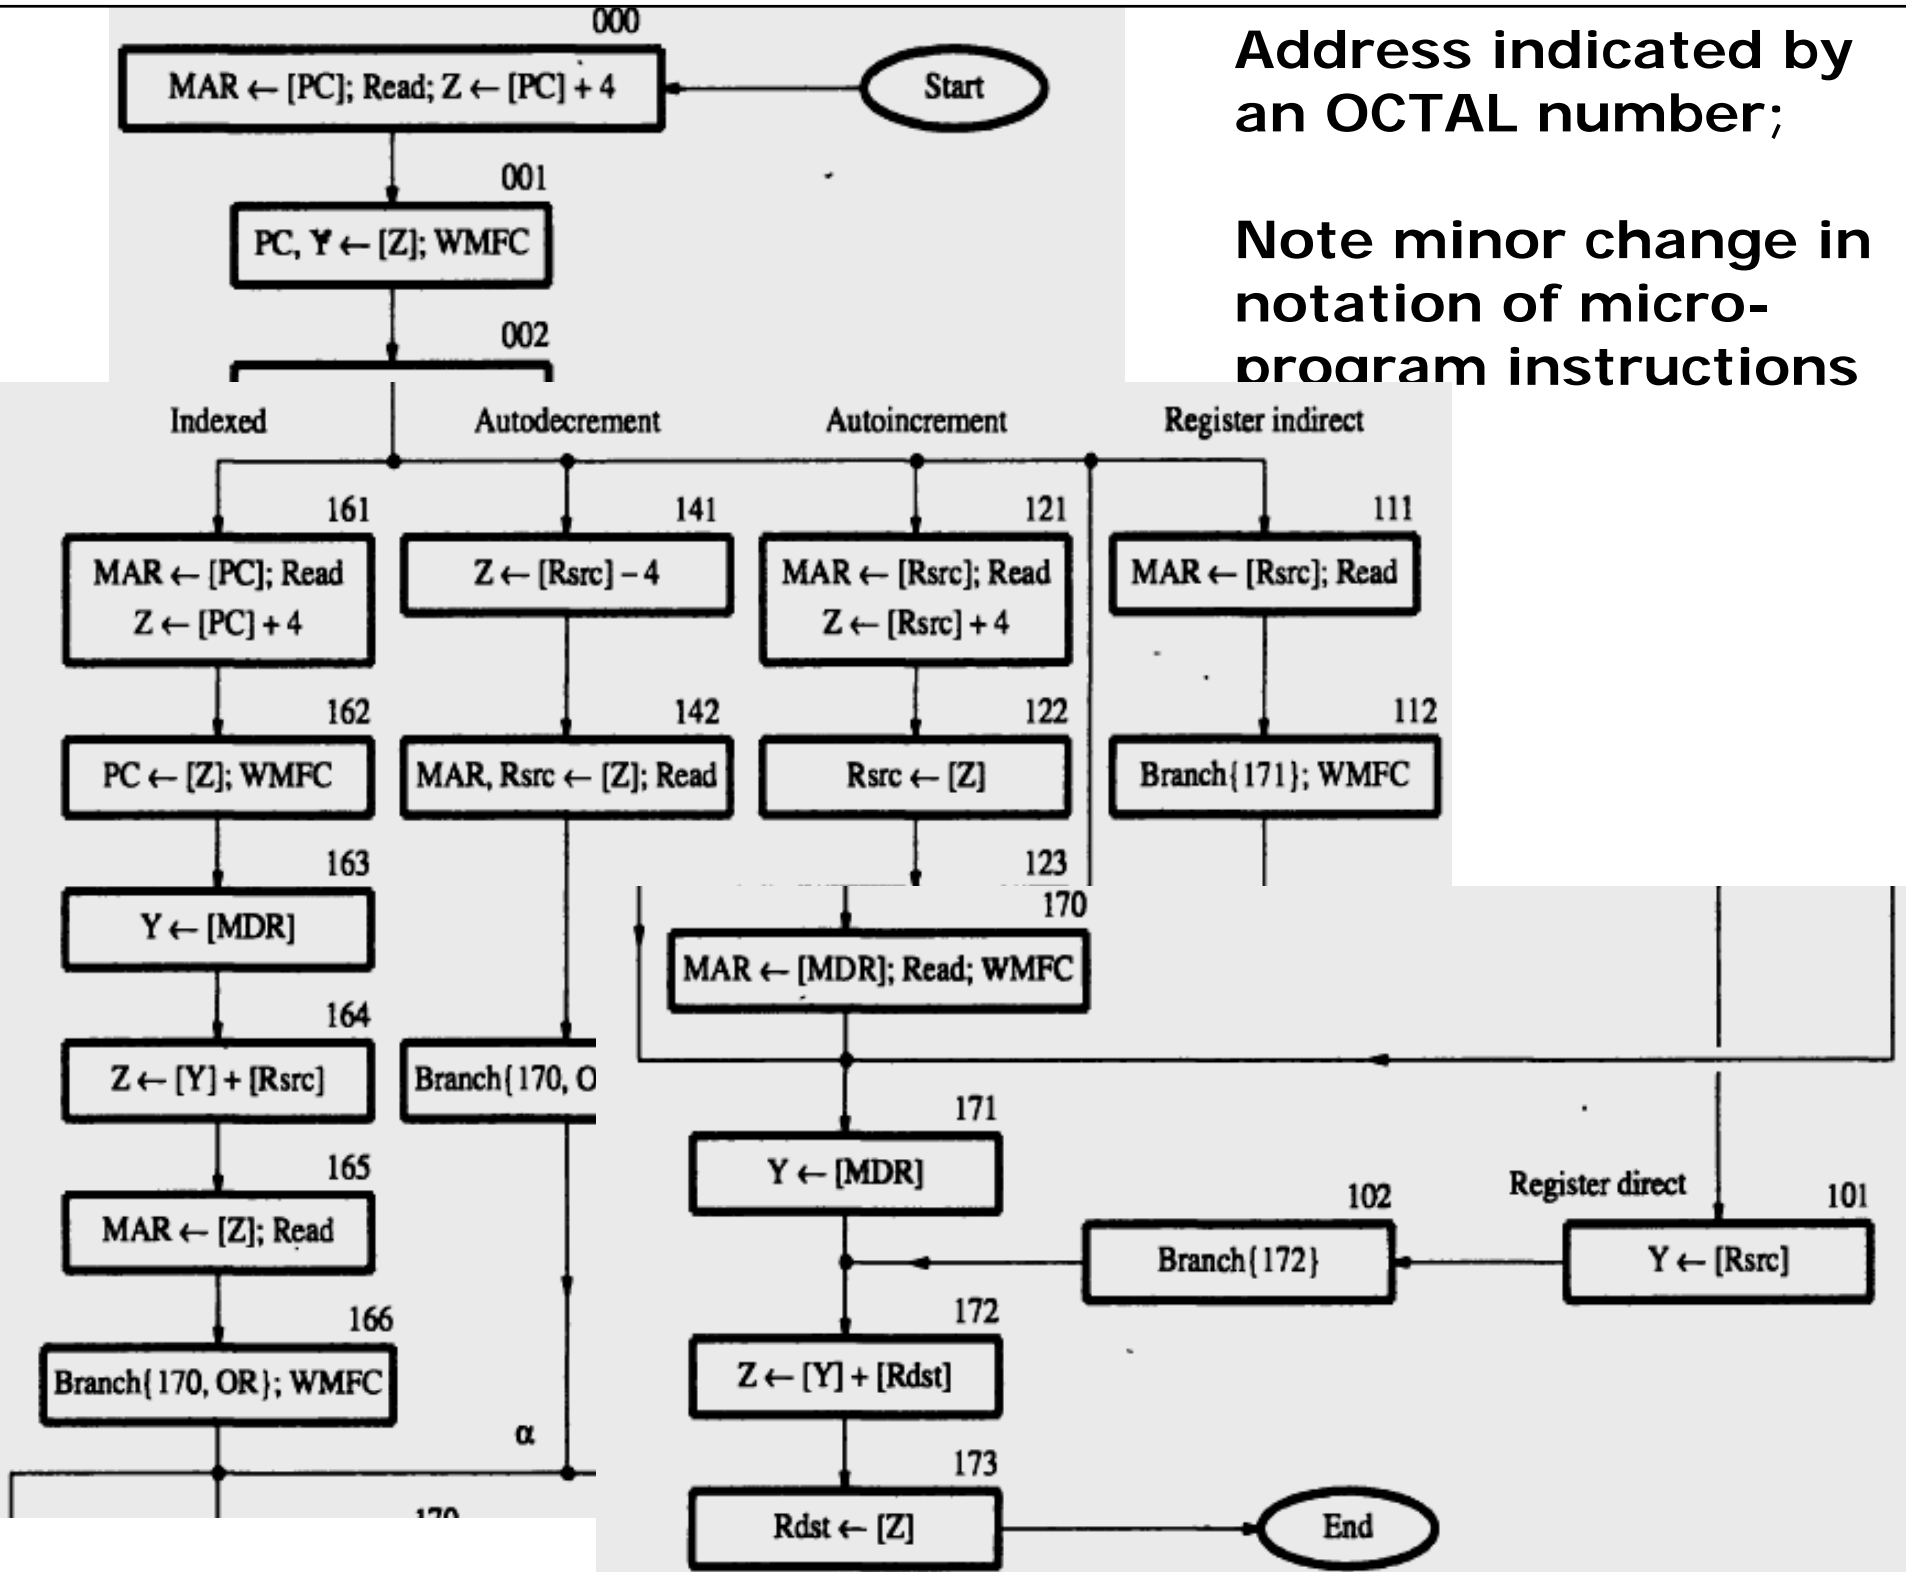 000
MAR ← [PC]; Read; Z ← [PC] + 4
Start
Address indicated by
an OCTAL number;
Note minor change in
notation of micro-
program instructions
001
PC, Y ← [Z]; WMFC
002
Indexed
Autodecrement
Autoincrement
Register indirect
161
MAR ← [PC]; Read
Z ← [PC] + 4
141
Z ← [Rsrc] – 4
121
MAR ← [Rsrc]; Read
Z ← [Rsrc] + 4
111
MAR ← [Rsrc]; Read
162
PC ← [Z]; WMFC
142
MAR, Rsrc ← [Z]; Read
122
Rsrc ← [Z]
112
Branch{171}; WMFC
163
Y ← [MDR]
123
170
MAR ← [MDR]; Read; WMFC
164
Z ← [Y] + [Rsrc]
Branch{170, O
171
Y ← [MDR]
165
MAR ← [Z]; Read
Register direct
102
Branch{172}
101
Y ← [Rsrc]
166
Branch{170, OR}; WMFC
α
172
Z ← [Y] + [Rdst]
173
Rdst ← [Z]
End